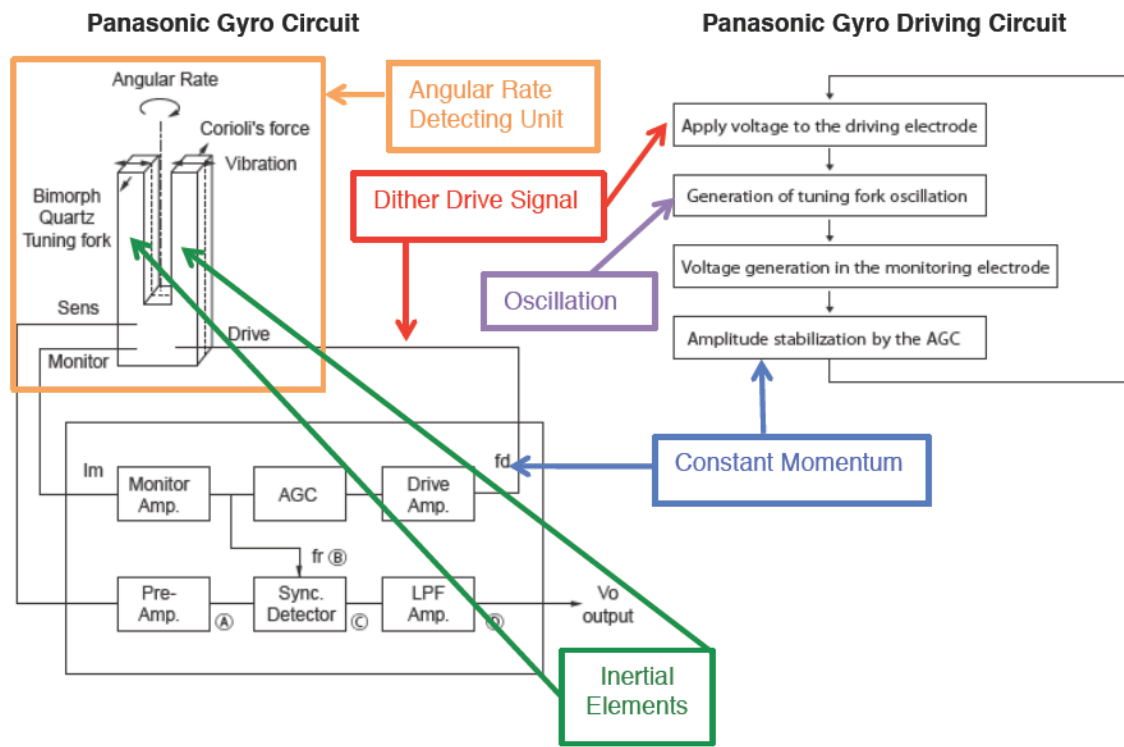 Panasonic Gyro Circuit
Panasonic Gyro Driving Circuit
Angular Rate
Corioli's force
Vibration
Bimorph
Quartz
Tuning fork
Sens
Monitor
Drive
Angular Rate
Detecting Unit
Dither Drive Signal
Oscillation
Apply voltage to the driving electrode
Generation of tuning fork oscillation
Voltage generation in the monitoring electrode
Amplitude stabilization by the AGC
Constant Momentum
Im
Monitor
Amp.
AGC
Drive
Amp.
fd
fr Ⓑ
Pre-
Amp.
Ⓐ
Sync.
Detector
Ⓒ
LPF
Amp.
Ⓓ
Vo
output
Inertial
Elements